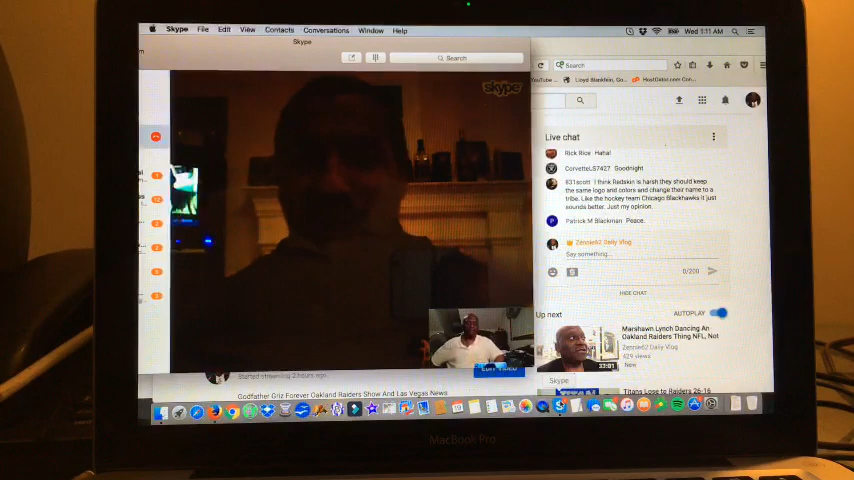 Skype File Edit View Contacts Conversations Window Help
Wed 1:11 AM
Skype
Search
Search
skype
YouTube ... Lloyd Blankfein, Go... HostGator.com Con...
Live chat
Rick Rice Haha!
CorvetteLS7427 Goodnight
831scott I think Redskin is harsh they should keep
the same logo and colors and change their name to a
tribe. Like the hockey team Chicago Blackhawks It just
sounds better. Just my opinion.
Patrick M Blackman Peace.
Zennie62 Daily Vlog
Say something...
0/200
HIDE CHAT
Up next
AUTOPLAY
Marshawn Lynch Dancing An
Oakland Raiders Thing NFL, Not
Zennie62 Daily Vlog
429 views
New
33:01
EDIT VIDEO
Started streaming 2 hours ago
Skype
Titans Lose to Raiders 26-16
Godfather Griz Forever Oakland Raiders Show And Las Vegas News
MacBook Pro